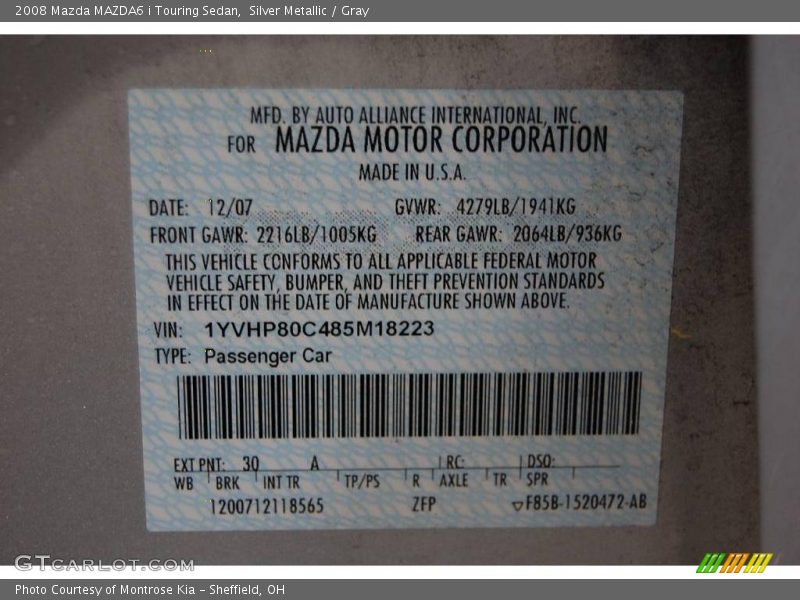 2008 Mazda MAZDA6 i Touring Sedan,  Silver Metallic / Gray
MFD. BY AUTO ALLIANCE INTERNATIONAL, INC.
FOR MAZDA MOTOR CORPORATION
MADE IN U.S.A.
DATE: 12/07 GVWR: 4279LB/1941KG
FRONT GAWR: 2216LB/1005KG REAR GAWR: 2064LB/936KG
THIS VEHICLE CONFORMS TO ALL APPLICABLE FEDERAL MOTOR
VEHICLE SAFETY, BUMPER, AND THEFT PREVENTION STANDARDS
IN EFFECT ON THE DATE OF MANUFACTURE SHOWN ABOVE.
VIN: 1YVHP80C485M18223
TYPE: Passenger Car
EXT PNT: 30 A RC: DSO:
WB BRK INT TR TP/PS R AXLE TR SPR
1200712118565 ZFP ▽F85B-1520472-AB
GTCARLOT.COM
Photo Courtesy of Montrose Kia – Sheffield, OH